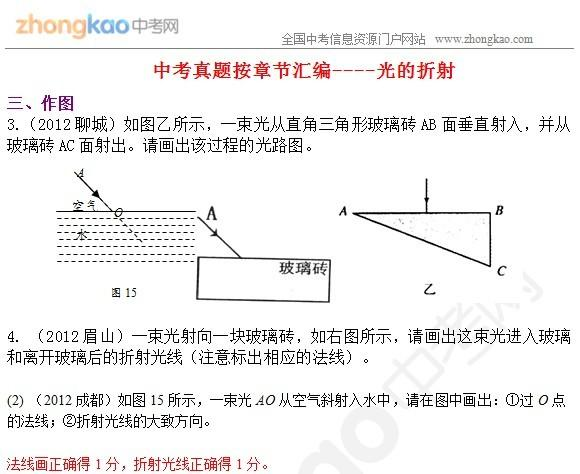 zhongkao中考网
全国中考信息资源门户网站 www.zhongkao.com
中考真题按章节汇编----光的折射
三、作图
3.（2012聊城）如图乙所示，一束光从直角三角形玻璃砖AB 面垂直射入，并从
玻璃砖AC面射出。请画出该过程的光路图。
A
空气
O
水
图15
A
玻璃砖
A
B
C
乙
4. （2012眉山）一束光射向一块玻璃砖，如右图所示，请画出这束光进入玻璃
和离开玻璃后的折射光线（注意标出相应的法线）。
(2) （2012成都）如图15所示，一束光AO从空气斜射入水中，请在图中画出：①过O点
的法线；②折射光线的大致方向。
法线画正确得1分，折射光线正确得1分。